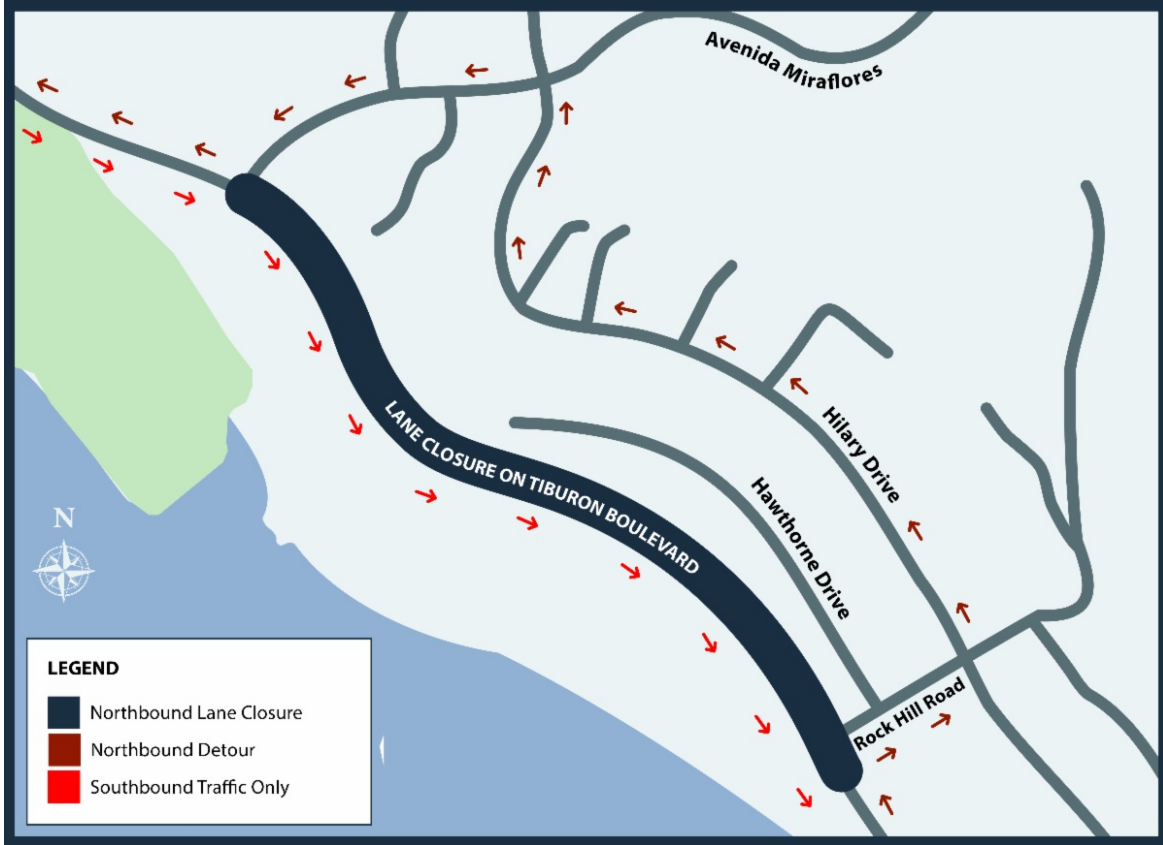 Avenida Miraflores
Hilary Drive
LANE CLOSURE ON TIBURON BOULEVARD
Hawthorne Drive
N
Rock Hill Road
LEGEND
Northbound Lane Closure
Northbound Detour
Southbound Traffic Only